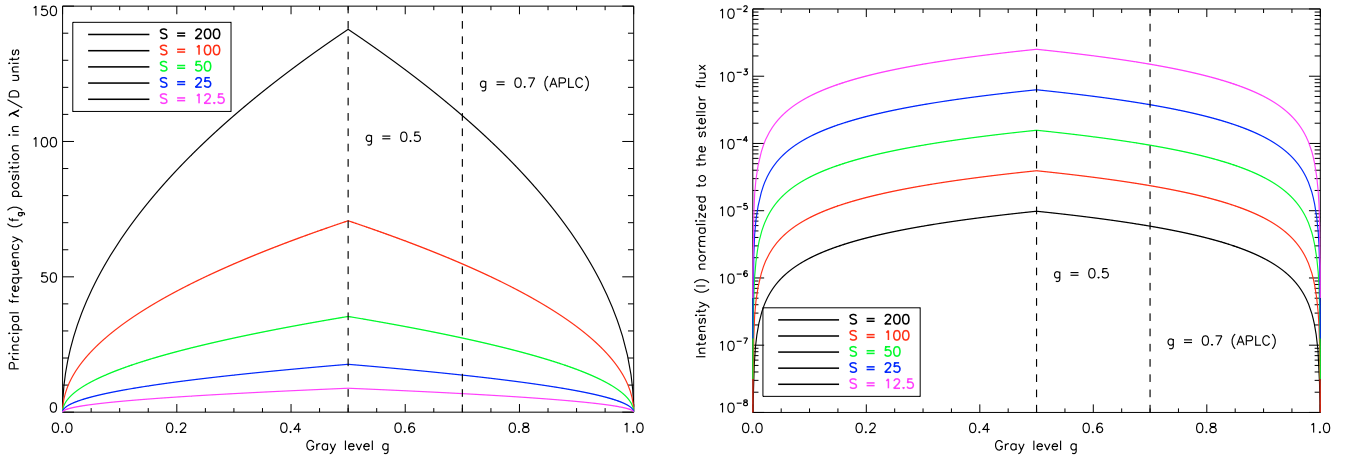 Principal frequency (fg) position in λ/D units
150
100
50
0
S = 200
S = 100
S = 50
S = 25
S = 12.5
g = 0.7 (APLC)
g = 0.5
0.0 0.2 0.4 0.6 0.8 1.0
Gray level g
Intensity (I) normalized to the stellar flux
10⁻²
10⁻³
10⁻⁴
10⁻⁵
10⁻⁶
10⁻⁷
10⁻⁸
g = 0.5
S = 200
S = 100
S = 50
S = 25
S = 12.5
g = 0.7 (APLC)
0.0 0.2 0.4 0.6 0.8 1.0
Gray level g